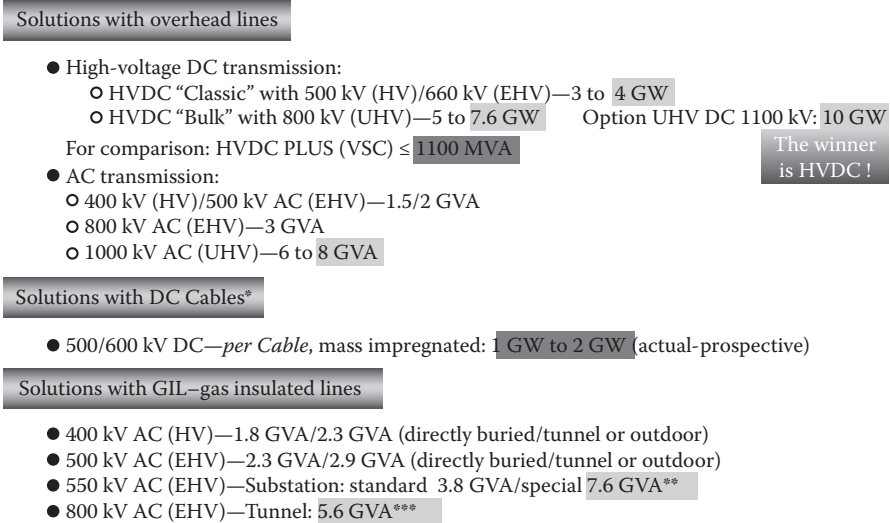 Solutions with overhead lines
● High-voltage DC transmission:
○ HVDC “Classic” with 500 kV (HV)/660 kV (EHV)—3 to 4 GW
○ HVDC “Bulk” with 800 kV (UHV)—5 to 7.6 GW Option UHV DC 1100 kV: 10 GW
For comparison: HVDC PLUS (VSC) ≤ 1100 MVA
The winner
is HVDC !
● AC transmission:
○ 400 kV (HV)/500 kV AC (EHV)—1.5/2 GVA
○ 800 kV AC (EHV)—3 GVA
○ 1000 kV AC (UHV)—6 to 8 GVA
Solutions with DC Cables*
● 500/600 kV DC—per Cable, mass impregnated: 1 GW to 2 GW (actual-prospective)
Solutions with GIL–gas insulated lines
● 400 kV AC (HV)—1.8 GVA/2.3 GVA (directly buried/tunnel or outdoor)
● 500 kV AC (EHV)—2.3 GVA/2.9 GVA (directly buried/tunnel or outdoor)
● 550 kV AC (EHV)—Substation: standard 3.8 GVA/special 7.6 GVA**
● 800 kV AC (EHV)—Tunnel: 5.6 GVA***